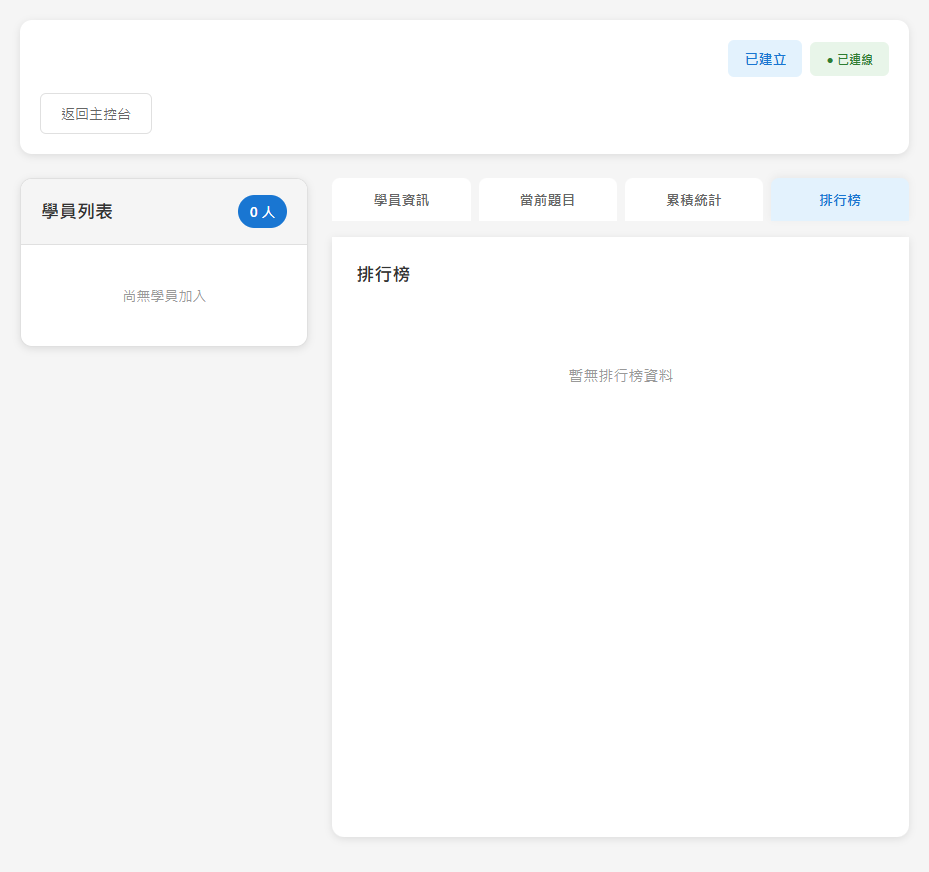 已建立
● 已連線
返回主控台
學員列表
0 人
尚無學員加入
學員資訊
當前題目
累積統計
排行榜
排行榜
暫無排行榜資料